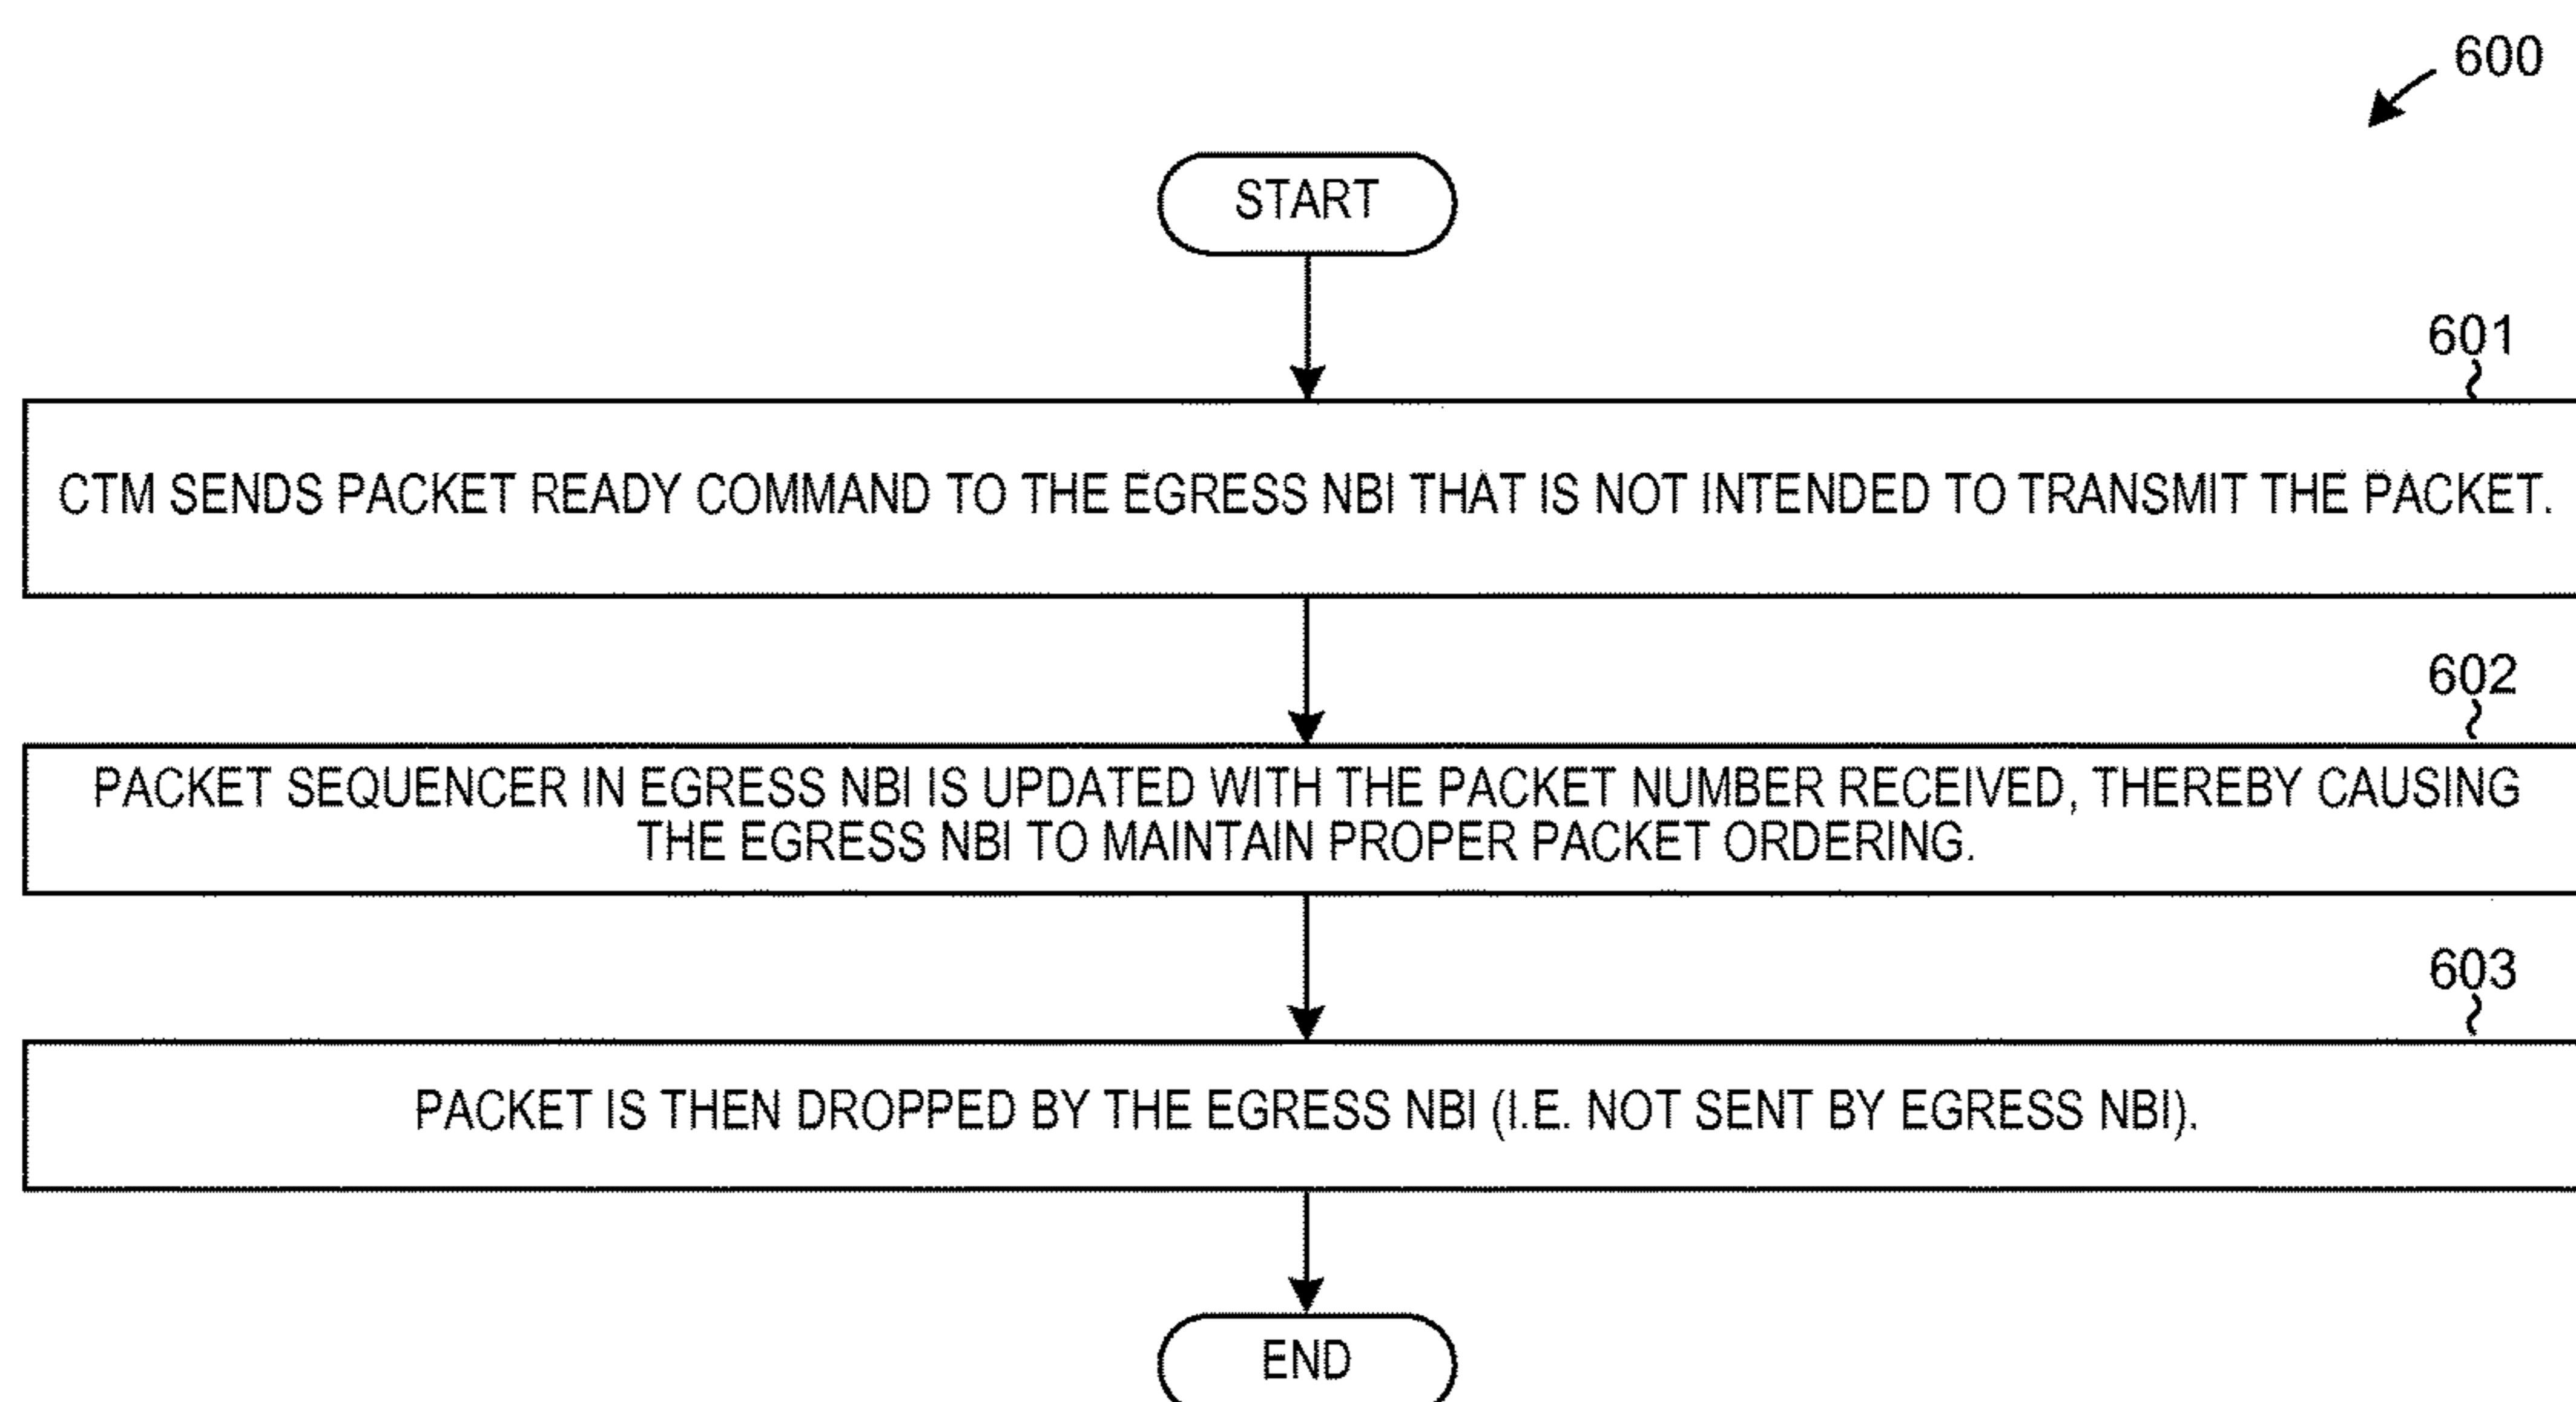 600
START
601
CTM SENDS PACKET READY COMMAND TO THE EGRESS NBI THAT IS NOT INTENDED TO TRANSMIT THE PACKET.
602
PACKET SEQUENCER IN EGRESS NBI IS UPDATED WITH THE PACKET NUMBER RECEIVED, THEREBY CAUSING
THE EGRESS NBI TO MAINTAIN PROPER PACKET ORDERING.
603
PACKET IS THEN DROPPED BY THE EGRESS NBI (I.E. NOT SENT BY EGRESS NBI).
END